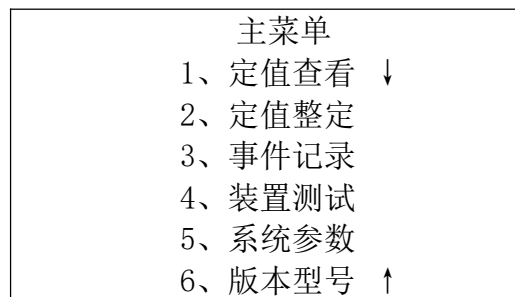 主菜单
1、定值查看 ↓
2、定值整定
3、事件记录
4、装置测试
5、系统参数
6、版本型号 ↑